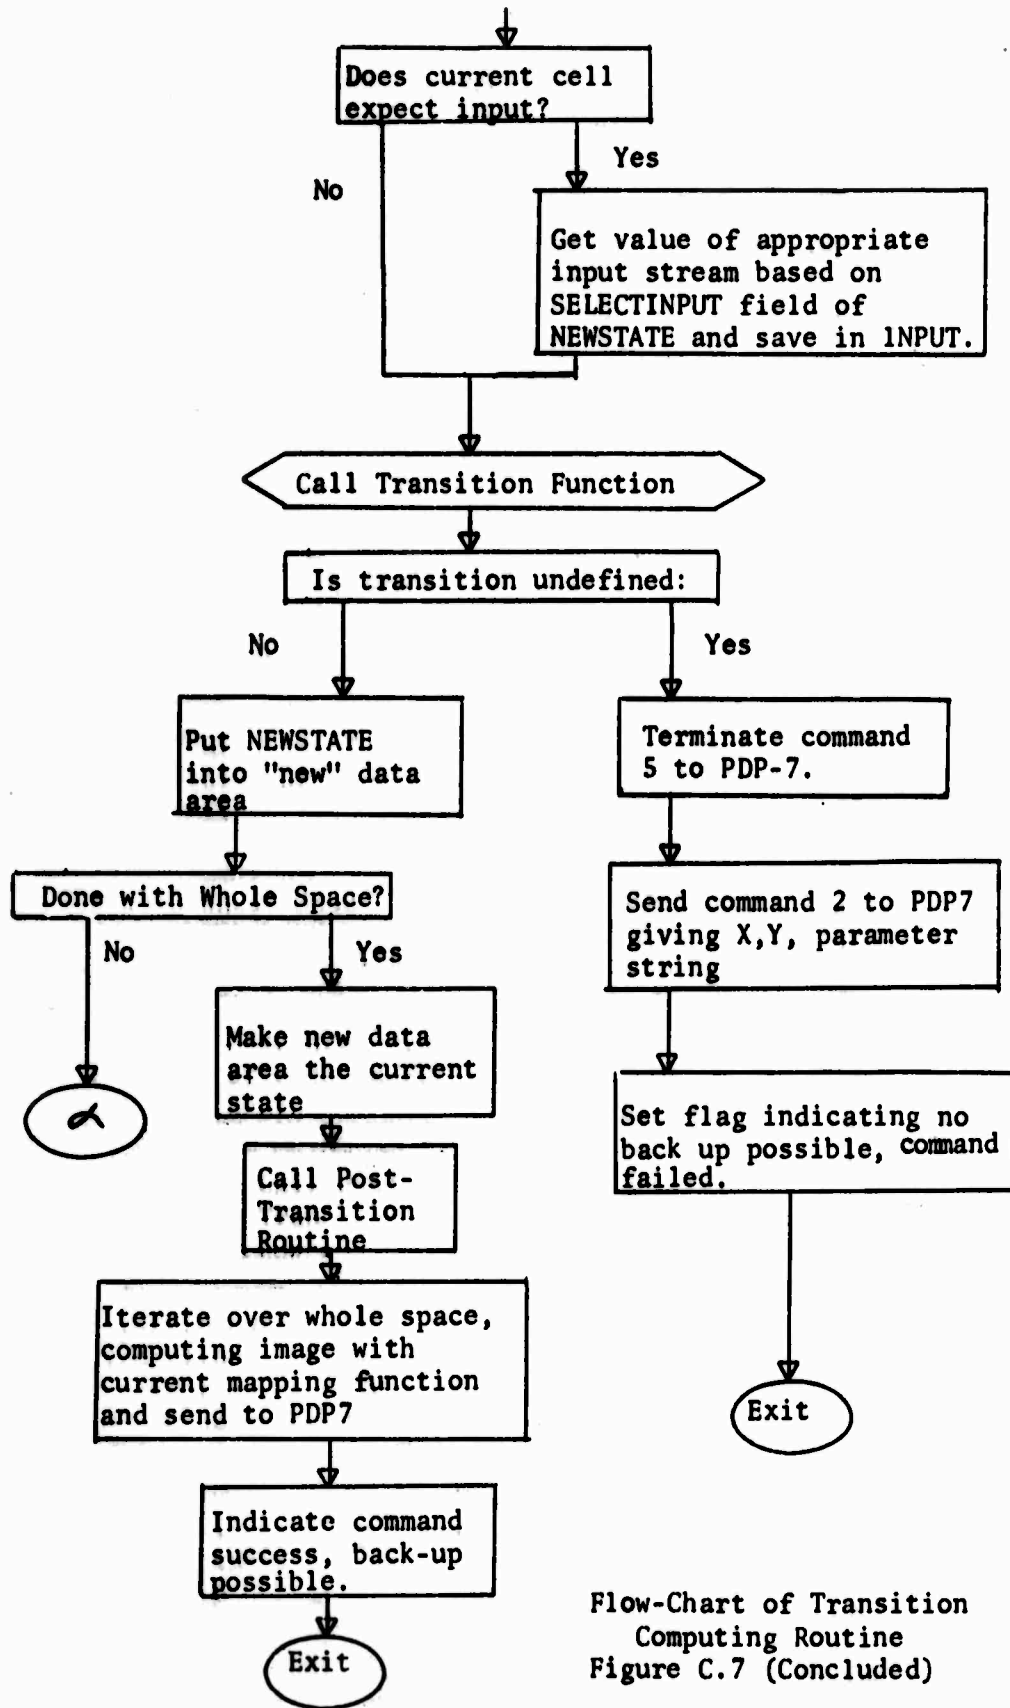 Does current cell
expect input?
Yes
No
Get value of appropriate
input stream based on
SELECTINPUT field of
NEWSTATE and save in INPUT.
Call Transition Function
Is transition undefined:
No
Yes
Put NEWSTATE
into "new" data
area
Terminate command
5 to PDP-7.
Done with Whole Space?
No
Yes
Send command 2 to PDP7
giving X,Y, parameter
string
Make new data
area the current
state
α
Set flag indicating no
back up possible, command
failed.
Call Post-
Transition
Routine
Iterate over whole space,
computing image with
current mapping function
and send to PDP7
Exit
Indicate command
success, back-up
possible.
Exit
Flow-Chart of Transition
Computing Routine
Figure C.7 (Concluded)